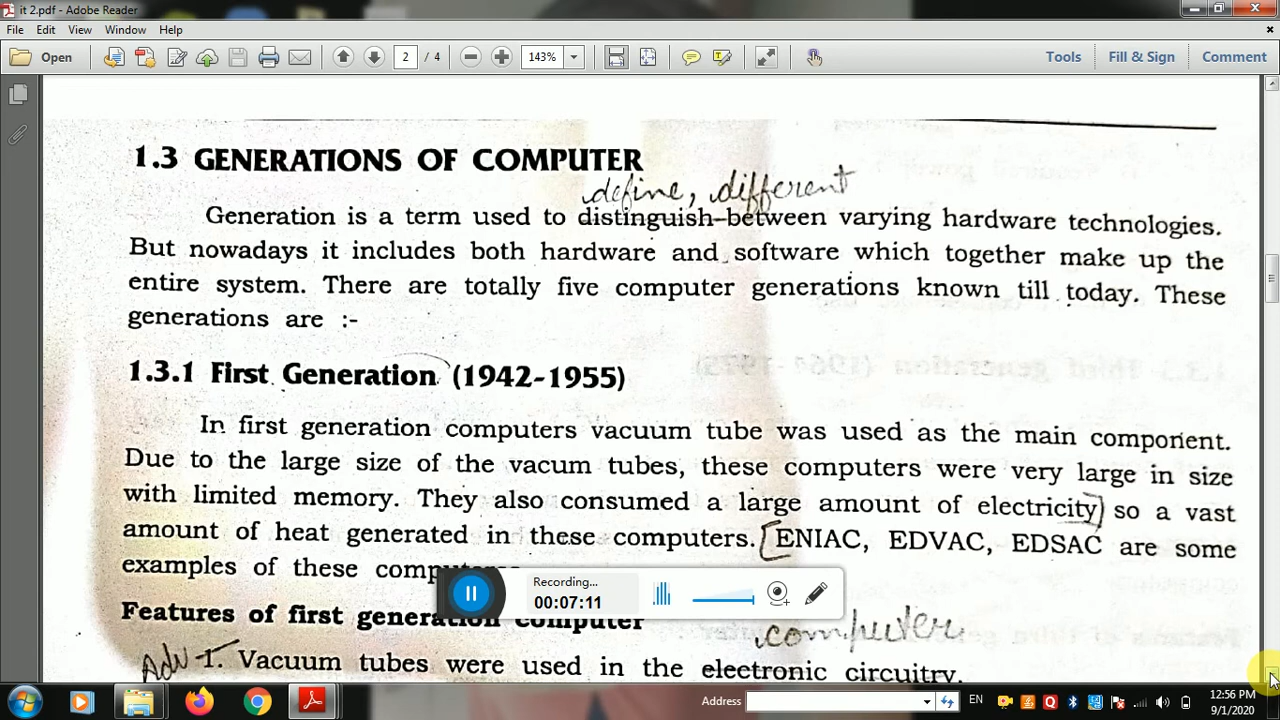 it 2.pdf - Adobe Reader
File Edit View Window Help
Open 2 / 4 143% Tools Fill & Sign Comment
1.3 GENERATIONS OF COMPUTER
define, different
Generation is a term used to distinguish between varying hardware technologies.
But nowadays it includes both hardware and software which together make up the
entire system. There are totally five computer generations known till today. These
generations are :-
1.3.1 First Generation (1942-1955)
In first generation computers vacuum tube was used as the main component.
Due to the large size of the vacum tubes, these computers were very large in size
with limited memory. They also consumed a large amount of electricity so a vast
amount of heat generated in these computers. ENIAC, EDVAC, EDSAC are some
examples of these
Recording...
00:07:11
Features of first generation computer
computer
Adv 1. Vacuum tubes were used in the electronic circuitry.
Address EN 12:56 PM
9/1/2020